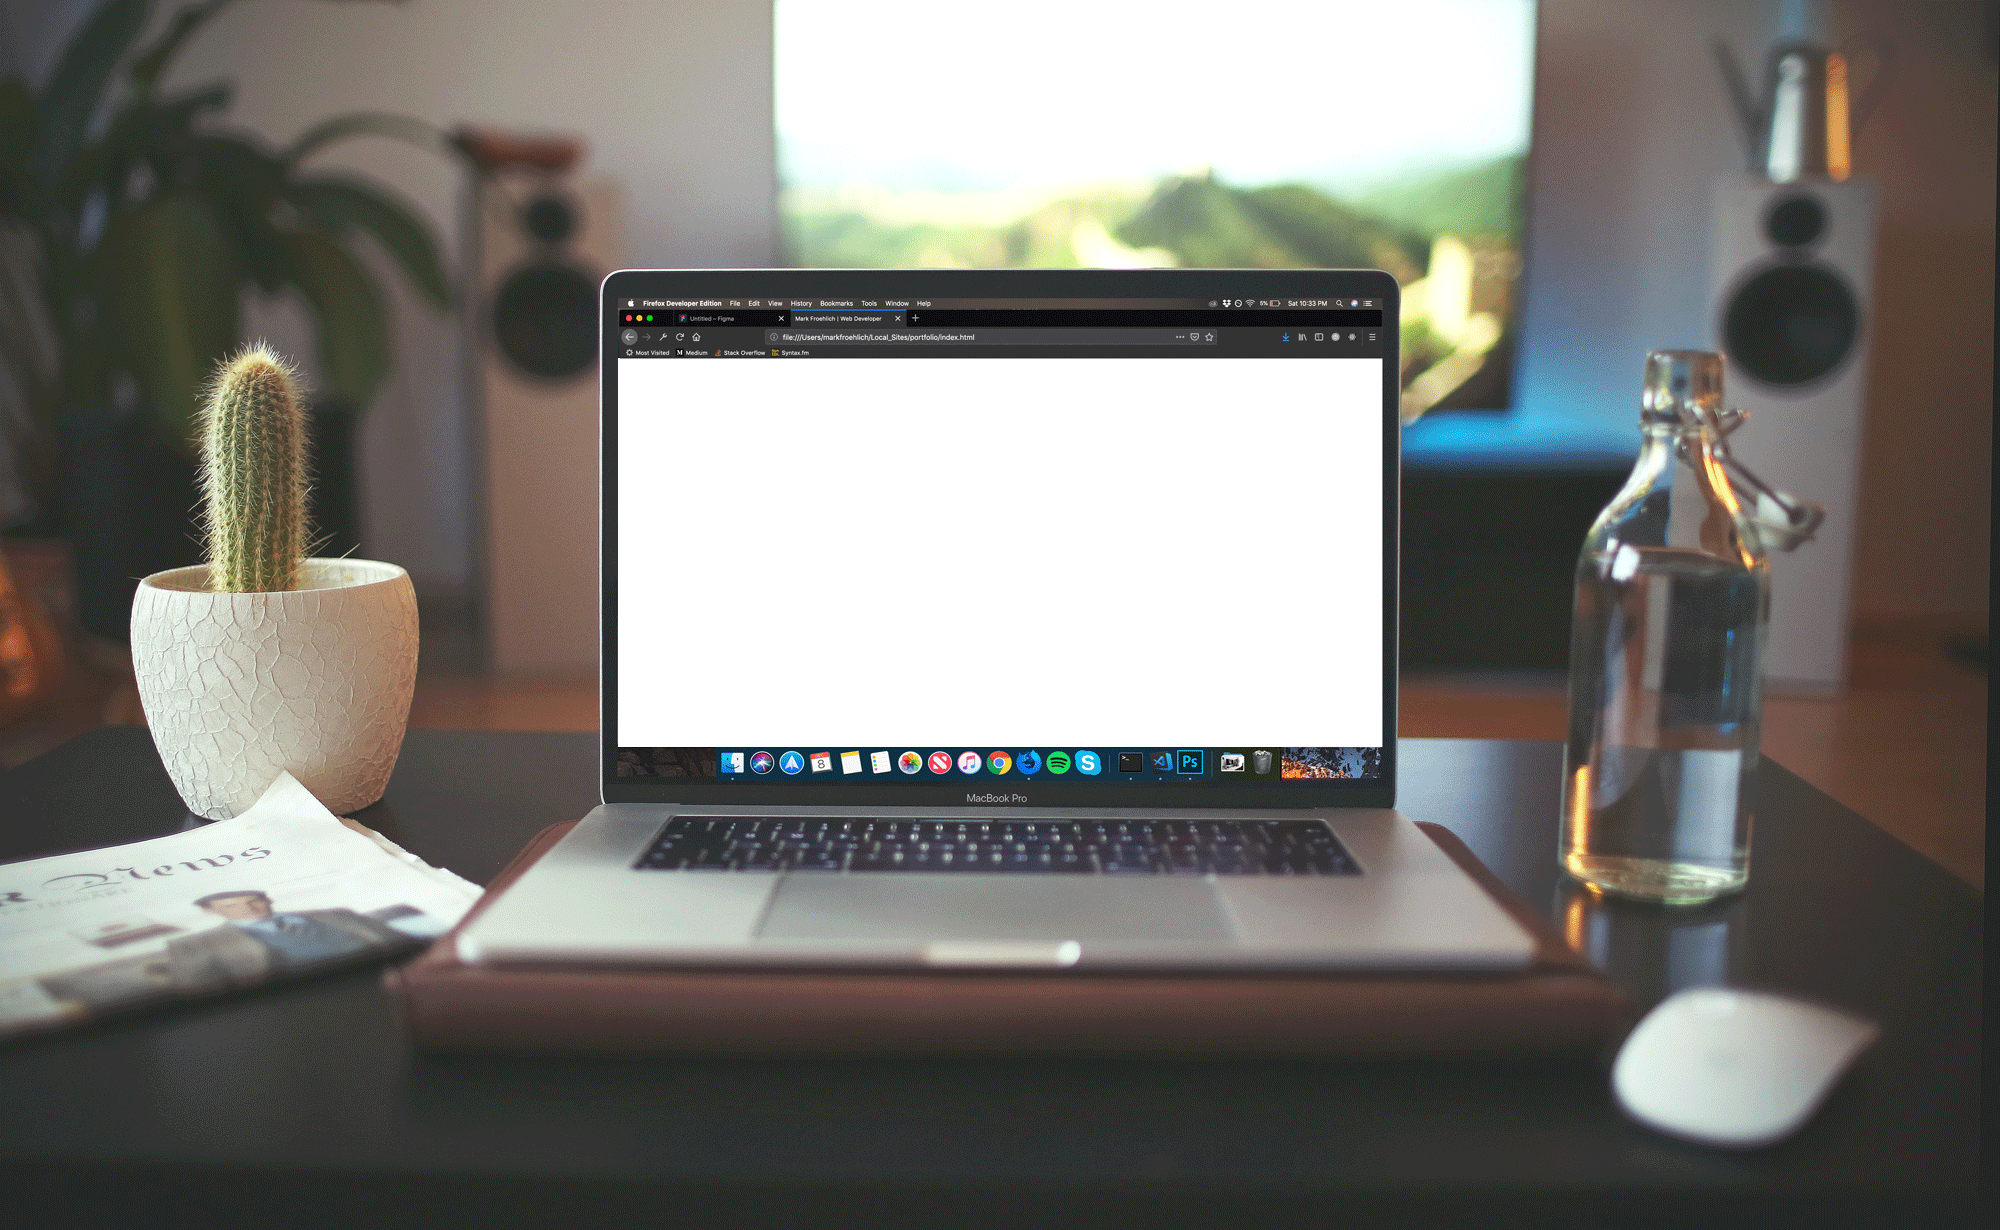 Firefox Developer Edition File Edit View History Bookmarks Tools Window Help 5% Sat 10:33 PM
Untitled – Figma Mark Froehlich | Web Developer
file:///Users/markfroehlich/Local_Sites/portfolio/index.html
Most Visited M Medium Stack Overflow Syntax.fm
8 S >_ Ps
MacBook Pro
R News